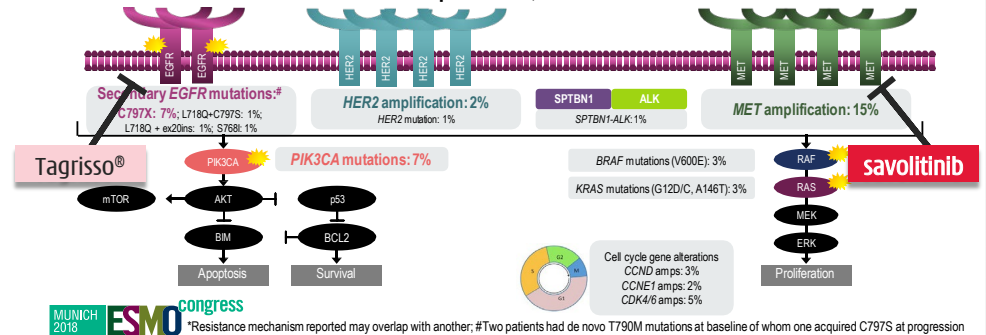 EGFR
EGFR
HER2
HER2
HER2
HER2
MET
MET
MET
MET
Secondary EGFR mutations:#
C797X: 7%; L718Q+C797S: 1%;
L718Q + ex20ins: 1%; S768I: 1%
HER2 amplification: 2%
HER2 mutation: 1%
SPTBN1
ALK
SPTBN1-ALK: 1%
MET amplification: 15%
Tagrisso®
savolitinib
PIK3CA
PIK3CA mutations: 7%
BRAF mutations (V600E): 3%
KRAS mutations (G12D/C, A146T): 3%
RAF
RAS
MEK
ERK
mTOR
AKT
p53
BIM
BCL2
Apoptosis
Survival
Proliferation
S
G2
M
G1
Cell cycle gene alterations
CCND amps: 3%
CCNE1 amps: 2%
CDK4/6 amps: 5%
MUNICH
2018
ESMO
congress
*Resistance mechanism reported may overlap with another; #Two patients had de novo T790M mutations at baseline of whom one acquired C797S at progression